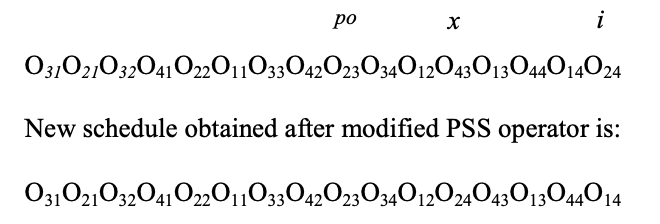 po x i
O31O21O32O41O22O11O33O42O23O34O12O43O13O44O14O24
New schedule obtained after modified PSS operator is:
O31O21O32O41O22O11O33O42O23O34O12O24O43O13O44O14